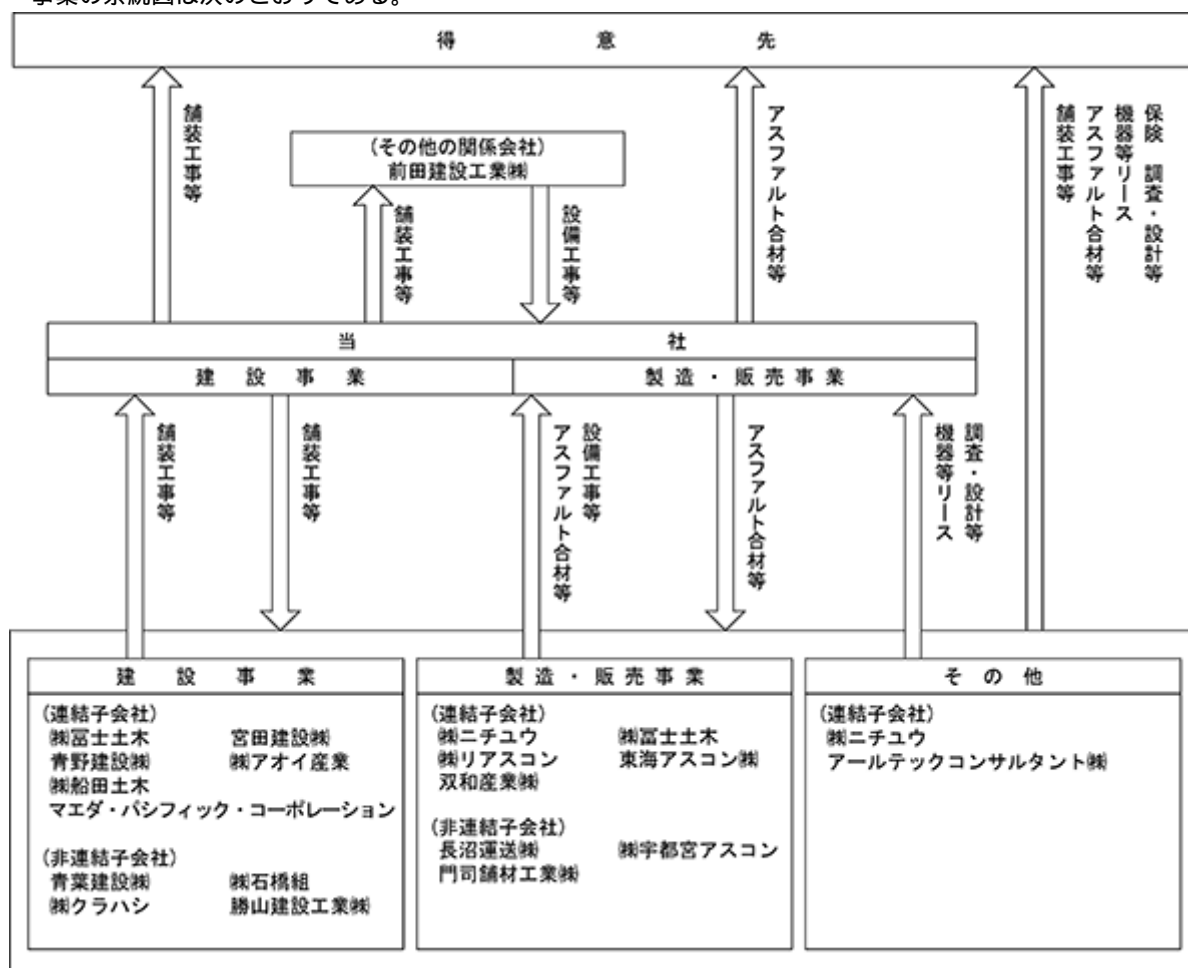 事業の系統図は次のとおりである。
得意先
舗装工事等
(その他の関係会社)
前田建設工業㈱
舗装工事等
設備工事等
アスファルト合材等
保険 調査・設計等
機器等リース
アスファルト合材等
舗装工事等
当社
建設事業
製造・販売事業
舗装工事等
舗装工事等
設備工事等
アスファルト合材等
アスファルト合材等
調査・設計等
機器等リース
建設事業
(連結子会社)
㈱冨士土木 宮田建設㈱
青野建設㈱ ㈱アオイ産業
㈱船田土木
マエダ・パシフィック・コーポレーション
(非連結子会社)
青葉建設㈱ ㈱石橋組
㈱クラハシ 勝山建設工業㈱
製造・販売事業
(連結子会社)
㈱ニチユウ ㈱冨士土木
㈱リアスコン 東海アスコン㈱
双和産業㈱
(非連結子会社)
長沼運送㈱ ㈱宇都宮アスコン
門司舗材工業㈱
その他
(連結子会社)
㈱ニチユウ
アールテックコンサルタント㈱